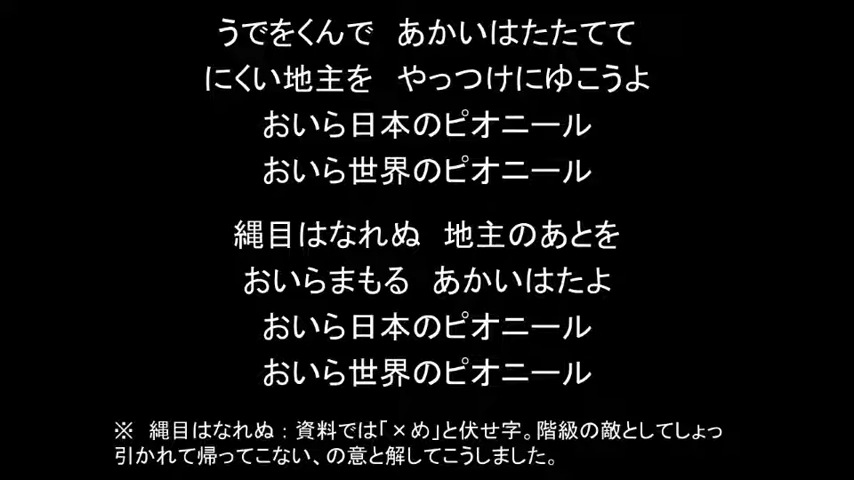 うでをくんで　あかいはたたてて
にくい地主を　やっつけにゆこうよ
おいら日本のピオニール
おいら世界のピオニール
縄目はなれぬ　地主のあとを
おいらまもる　あかいはたよ
おいら日本のピオニール
おいら世界のピオニール
※　縄目はなれぬ：資料では「×め」と伏せ字。階級の敵としてしょっ
引かれて帰ってこない、の意と解してこうしました。